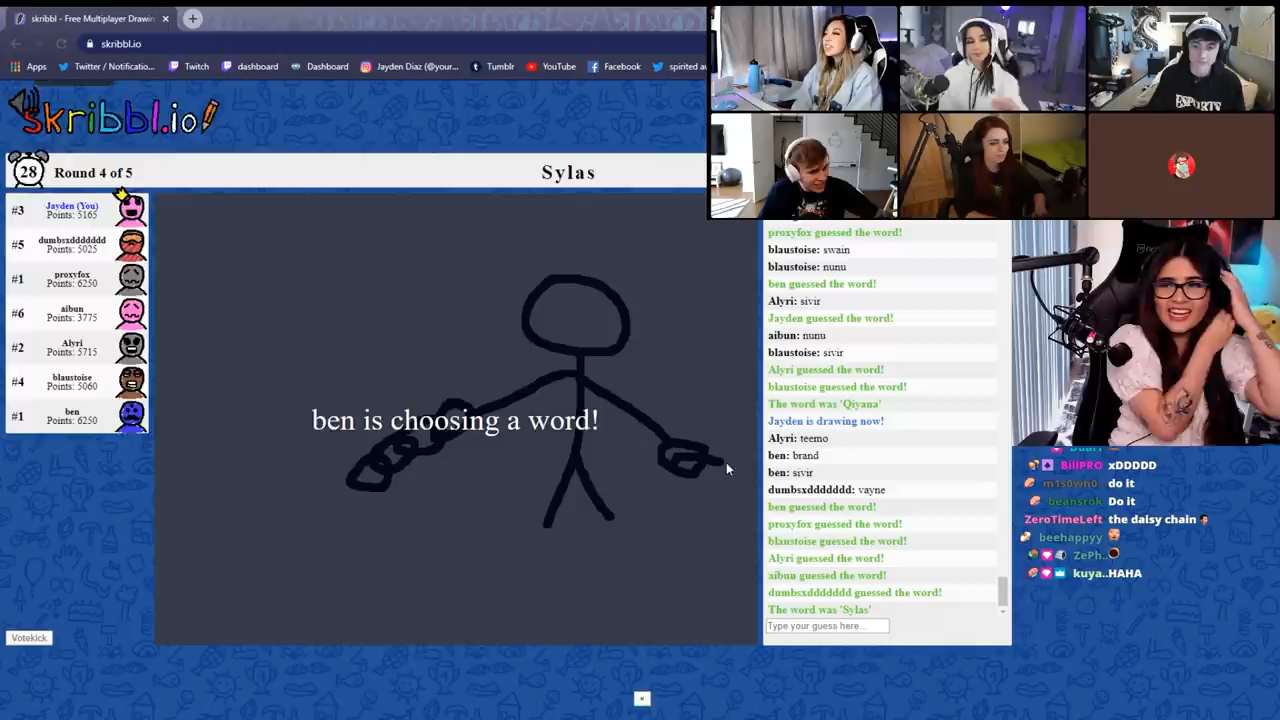 skribbl - Free Multiplayer Drawin
skribbl.io
Apps
Twitter / Notificatio...
Twitch
dashboard
Dashboard
Jayden Diaz (@your...
Tumblr
YouTube
Facebook
spirited aw
skribbl.io
28
Round 4 of 5
Sylas
#3
Jayden (You)
Points: 5165
#5
dumbsxddddddd
Points: 5025
#1
proxyfox
Points: 6250
#6
aibun
Points: 3775
#2
Alyri
Points: 5715
#4
blaustoise
Points: 5060
#1
ben
Points: 6250
Votekick
ben is choosing a word!
ESPORTS
proxyfox guessed the word!
blaustoise: swain
blaustoise: nunu
ben guessed the word!
Alyri: sivir
Jayden guessed the word!
aibun: nunu
blaustoise: sivir
Alyri guessed the word!
blaustoise guessed the word!
The word was 'Qiyana'
Jayden is drawing now!
Alyri: teemo
ben: brand
ben: sivir
dumbsxddddddd: vayne
ben guessed the word!
proxyfox guessed the word!
blaustoise guessed the word!
Alyri guessed the word!
aibun guessed the word!
dumbsxddddddd guessed the word!
The word was 'Sylas'
Type your guess here...
BillPRO xDDDDD
m1s0wn0.. do it
beansrok Do it
ZeroTimeLeft the daisy chain
beehappyy
ZePh..
kuya.. HAHA